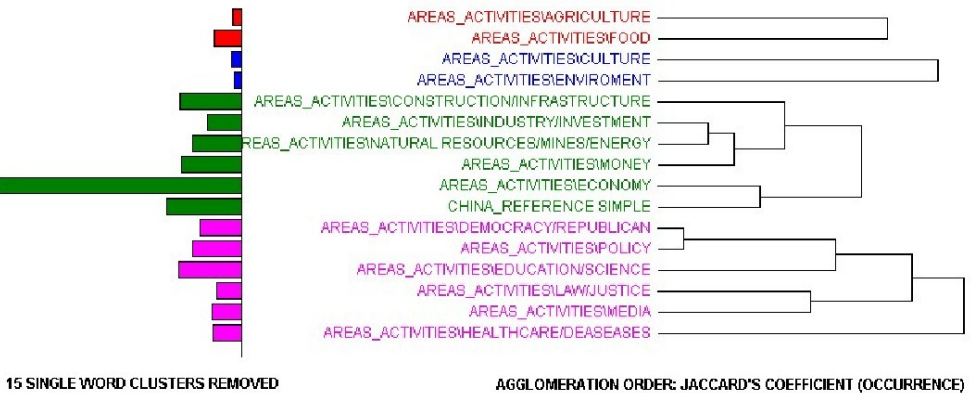 AREAS_ACTIVITIES\AGRICULTURE
AREAS_ACTIVITIES\FOOD
AREAS_ACTIVITIES\CULTURE
AREAS_ACTIVITIES\ENVIROMENT
AREAS_ACTIVITIES\CONSTRUCTION/INFRASTRUCTURE
AREAS_ACTIVITIES\INDUSTRY/INVESTMENT
REAS_ACTIVITIES\NATURAL RESOURCES/MINES/ENERGY
AREAS_ACTIVITIES\MONEY
AREAS_ACTIVITIES\ECONOMY
CHINA_REFERENCE SIMPLE
AREAS_ACTIVITIES\DEMOCRACY/REPUBLICAN
AREAS_ACTIVITIES\POLICY
AREAS_ACTIVITIES\EDUCATION/SCIENCE
AREAS_ACTIVITIES\LAW/JUSTICE
AREAS_ACTIVITIES\MEDIA
AREAS_ACTIVITIES\HEALTHCARE/DEASEASES
15 SINGLE WORD CLUSTERS REMOVED
AGGLOMERATION ORDER: JACCARD'S COEFFICIENT (OCCURRENCE)